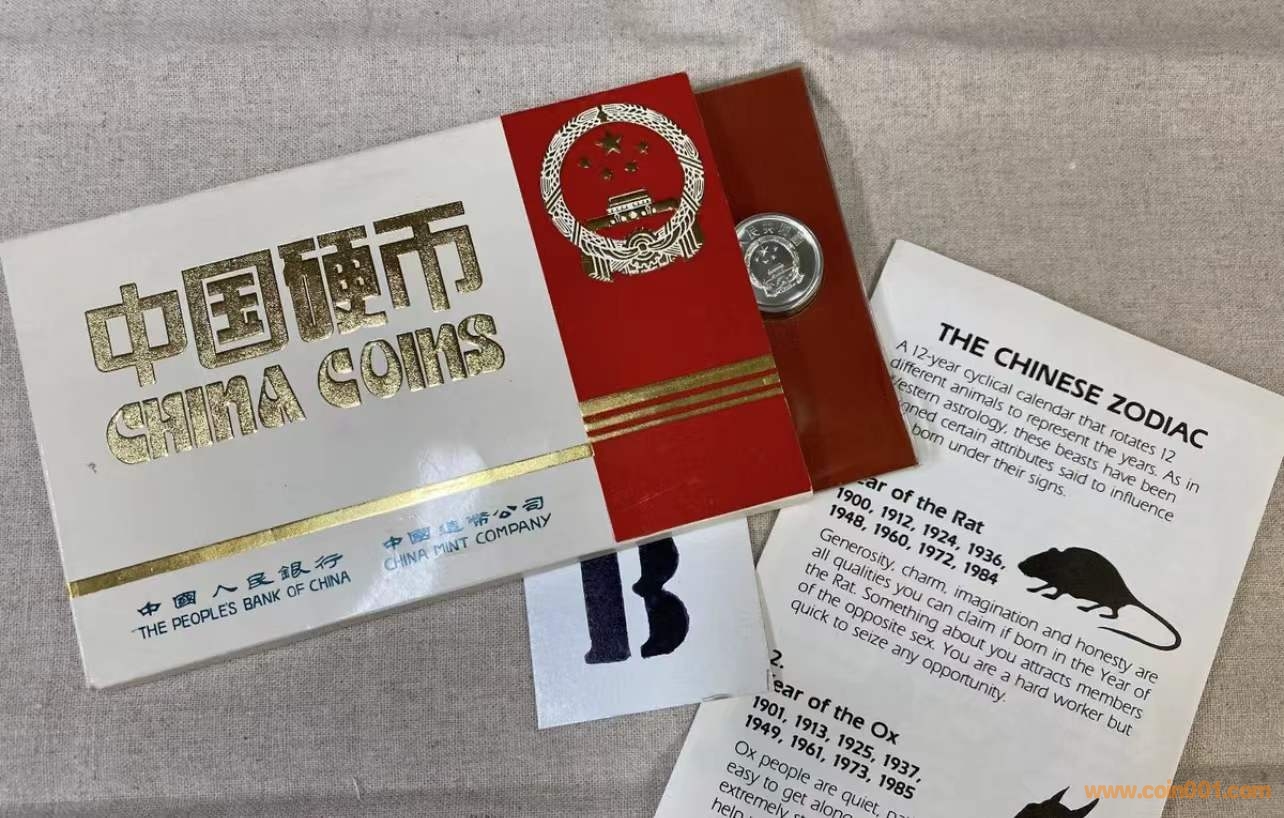 中国硬币
CHINA COINS
中國人民銀行
THE PEOPLE'S BANK OF CHINA
中國造幣公司
CHINA MINT COMPANY
B
THE CHINESE ZODIAC
A 12-year cyclical calendar that rotates 12
different animals to represent the years. As in
Western astrology, these beasts have been
certain attributes said to influence
born under their signs.
Year of the Rat
1900, 1912, 1924, 1936,
1948, 1960, 1972, 1984
Generosity, charm, imagination and honesty are
all qualities you can claim if born in the Year of
the Rat. Something about you attracts members
of the opposite sex. You are a hard worker but
quick to seize any opportunity.
2.
Year of the Ox
1901, 1913, 1925, 1937,
1949, 1961, 1973, 1985
Ox people are quiet,
easy to get along
extremely
help
www.coin001.com